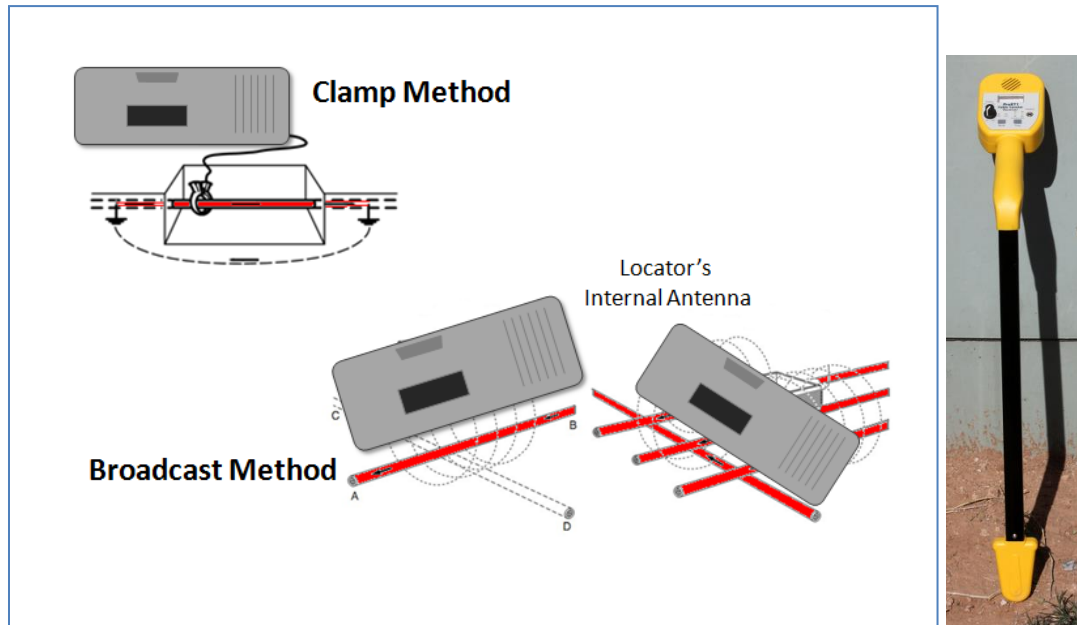 Clamp Method
Locator's
Internal Antenna
C
B
Broadcast Method
A
D